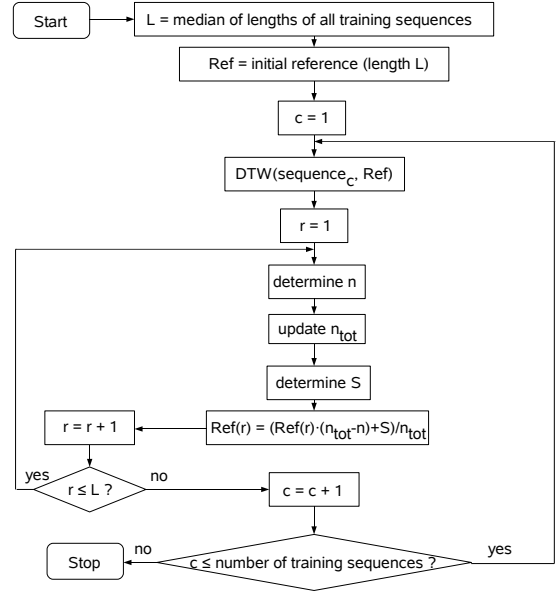 Start
L = median of lengths of all training sequences
Ref = initial reference (length L)
c = 1
DTW(sequence_c, Ref)
r = 1
determine n
update n_tot
determine S
Ref(r) = (Ref(r)·(n_tot-n)+S)/n_tot
r = r + 1
yes
r ≤ L ?
no
c = c + 1
Stop
no
c ≤ number of training sequences ?
yes